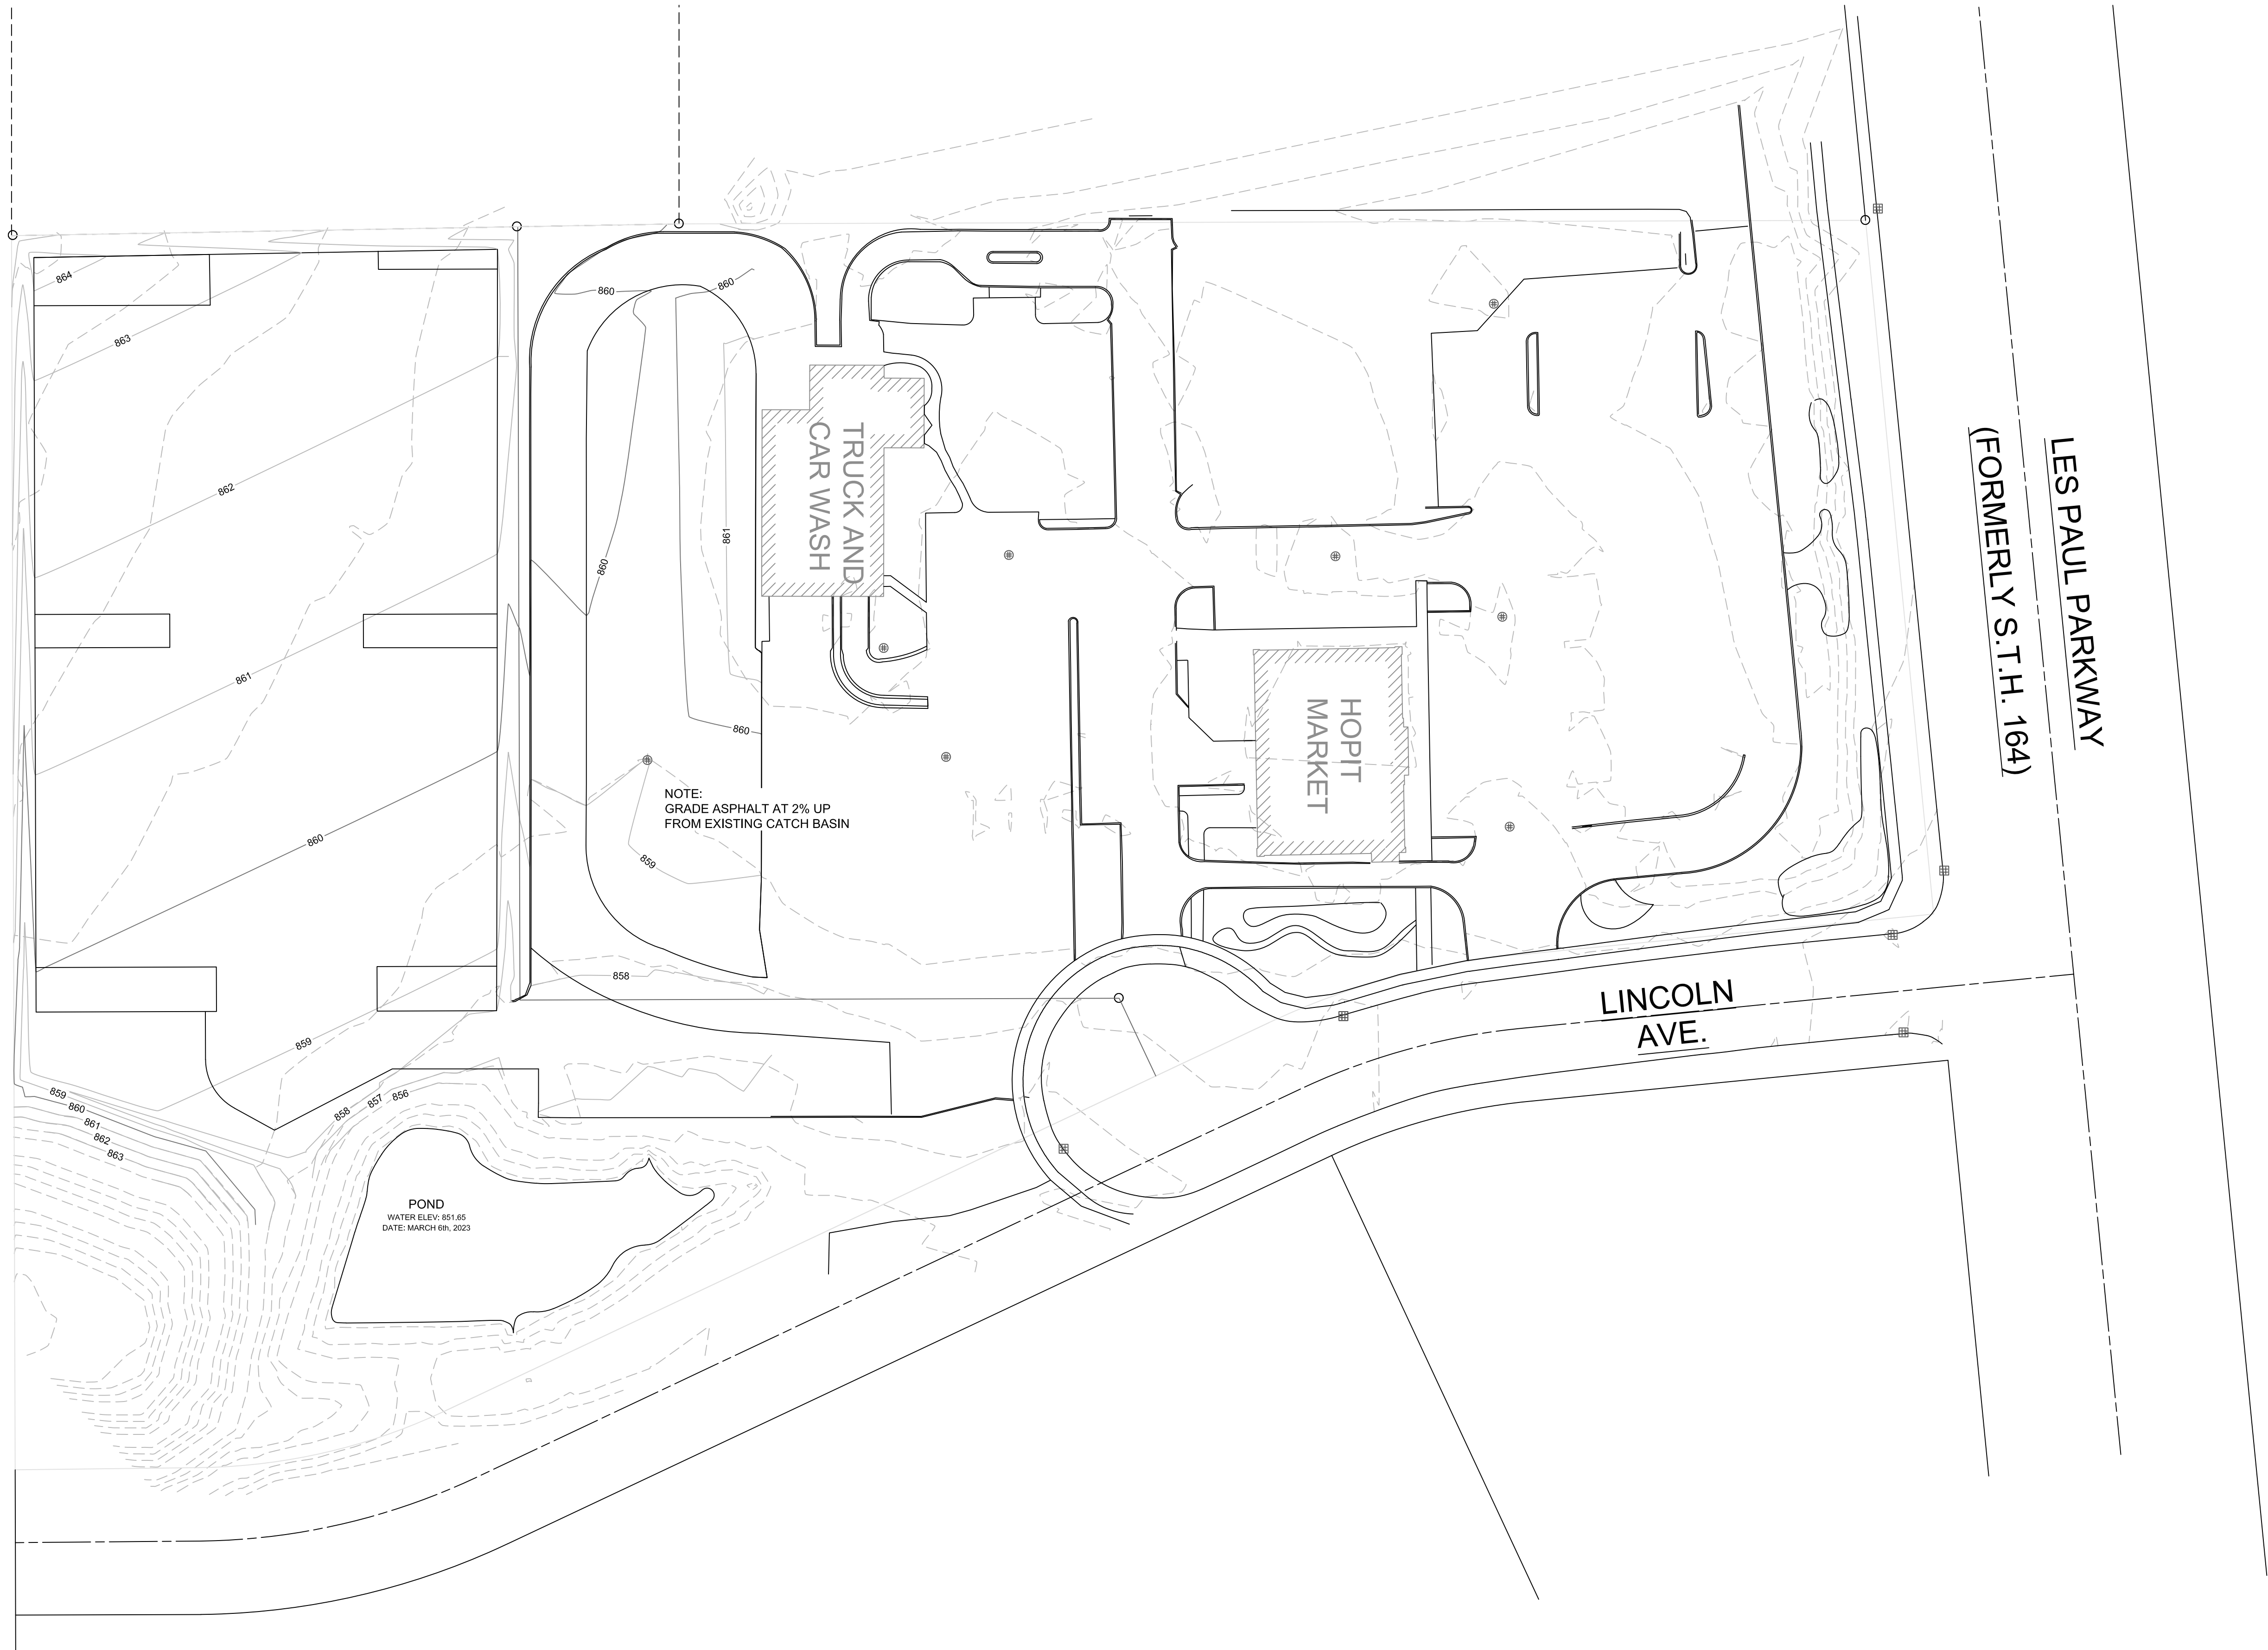 864
863
862
861
860
859
860
860
860
861
860
859
858
TRUCK AND
CAR WASH
HOPIT
MARKET
NOTE:
GRADE ASPHALT AT 2% UP
FROM EXISTING CATCH BASIN
LES PAUL PARKWAY
(FORMERLY S.T.H. 164)
LINCOLN
AVE.
859
860
861
862
863
858
857
856
POND
WATER ELEV: 851.65
DATE: MARCH 6th, 2023